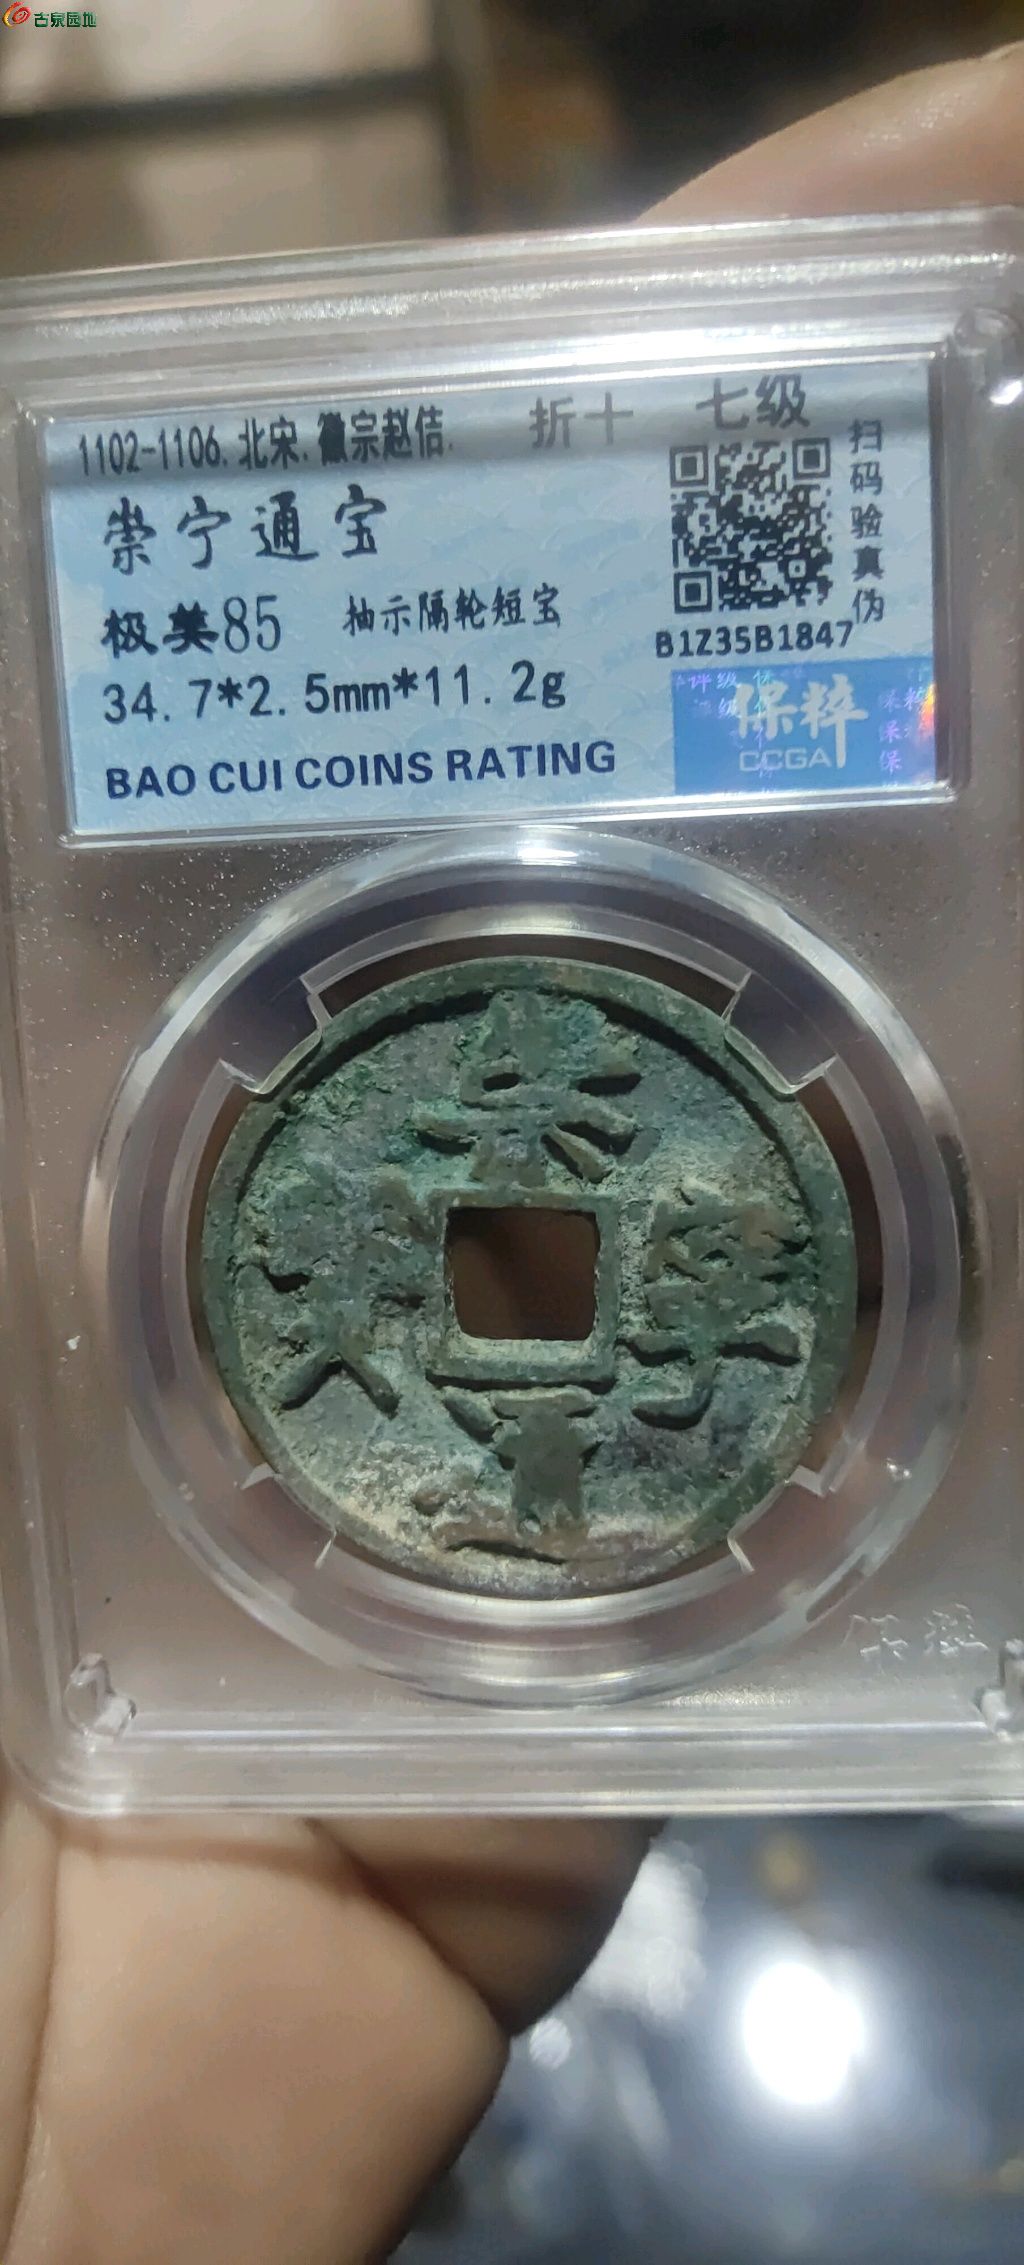 古泉园地
1102-1106. 北宋. 徽宗赵佶. 折十 七级
崇宁通宝
极美85 抽示隔轮短宝
34.7*2.5mm*11.2g
BAO CUI COINS RATING
扫码验真伪
B1Z35B1847
保粹
CCGA
崇
寧
通
寳